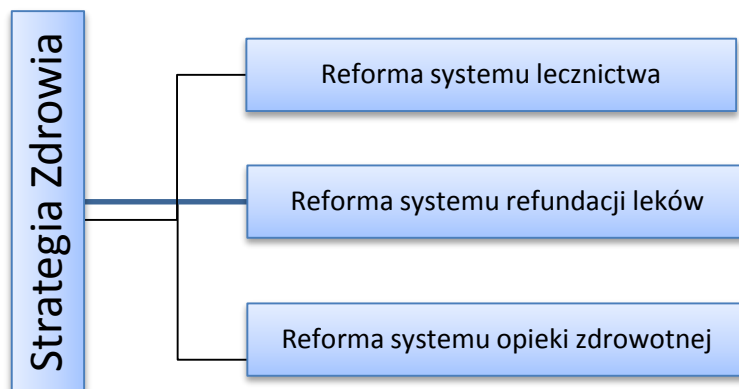 Strategia Zdrowia
Reforma systemu lecznictwa
Reforma systemu refundacji leków
Reforma systemu opieki zdrowotnej